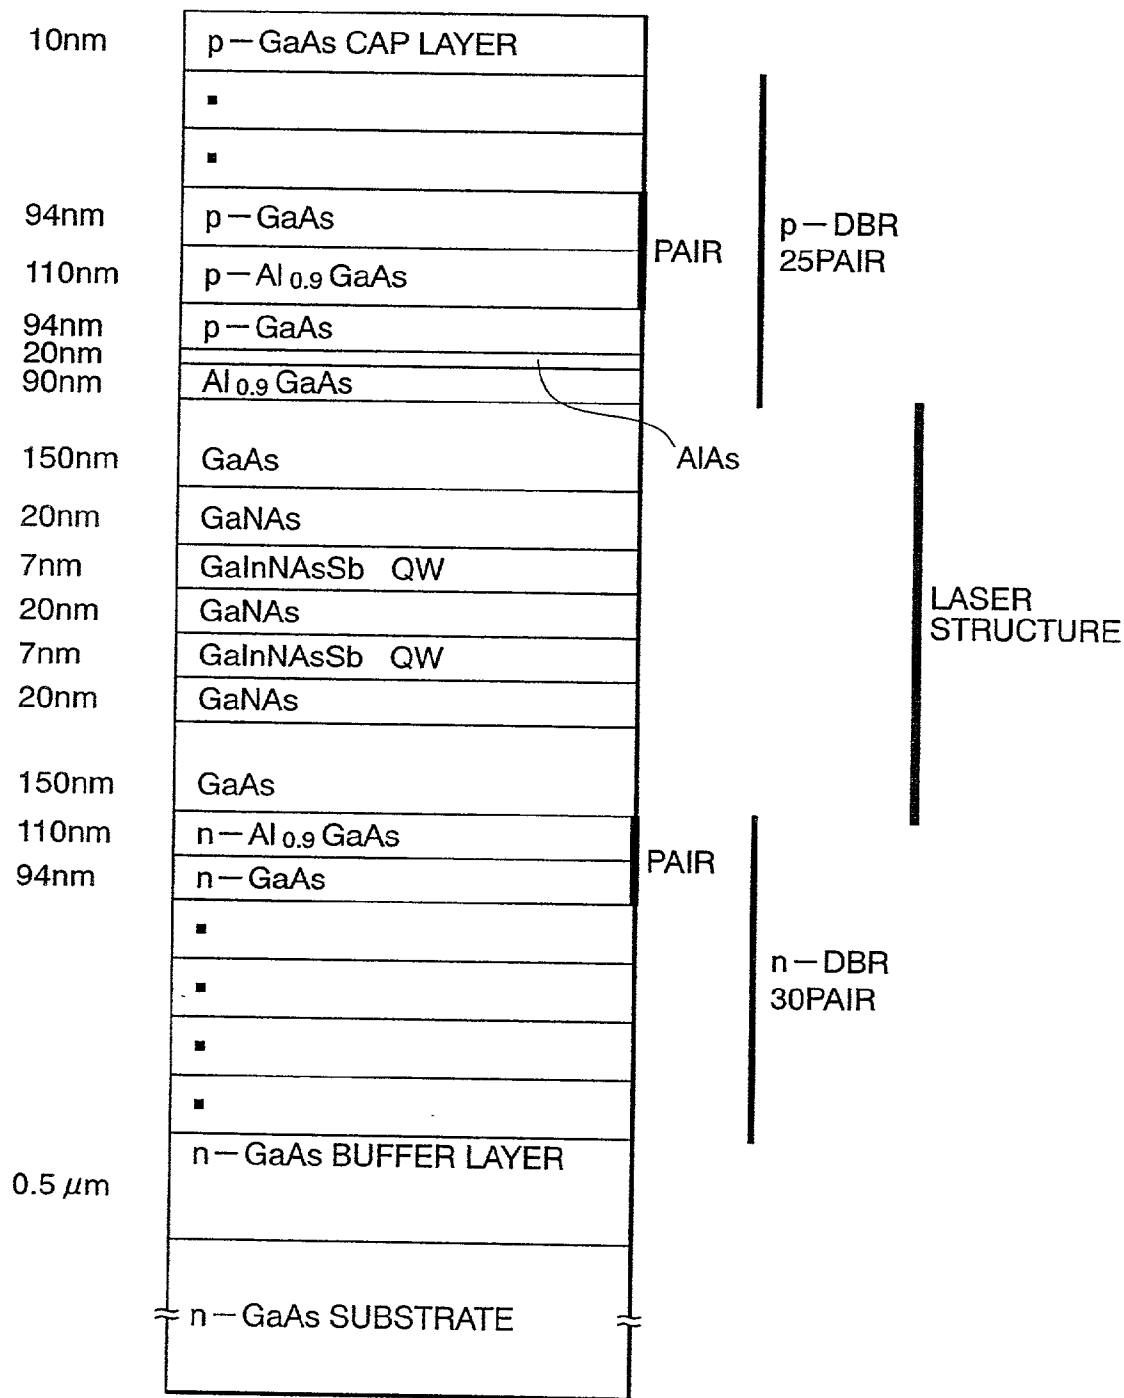 10nm p-GaAs CAP LAYER
94nm p-GaAs
PAIR
p-DBR
25PAIR
110nm p-Al0.9GaAs
94nm p-GaAs
20nm
90nm Al0.9GaAs
AlAs
150nm GaAs
20nm GaNAs
7nm GaInNAsSb QW
20nm GaNAs
LASER
STRUCTURE
7nm GaInNAsSb QW
20nm GaNAs
150nm GaAs
110nm n-Al0.9GaAs
PAIR
94nm n-GaAs
n-DBR
30PAIR
n-GaAs BUFFER LAYER
0.5 μm
n-GaAs SUBSTRATE